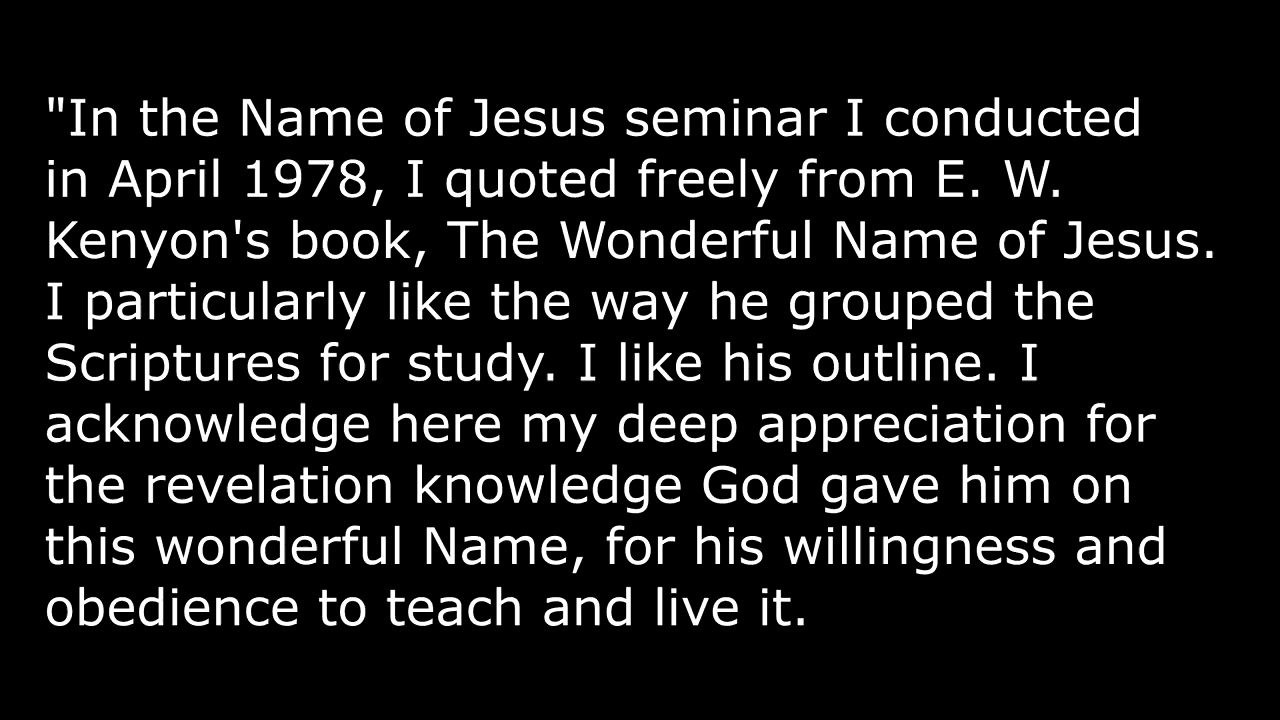 "In the Name of Jesus seminar I conducted
in April 1978, I quoted freely from E. W.
Kenyon's book, The Wonderful Name of Jesus.
I particularly like the way he grouped the
Scriptures for study. I like his outline. I
acknowledge here my deep appreciation for
the revelation knowledge God gave him on
this wonderful Name, for his willingness and
obedience to teach and live it.